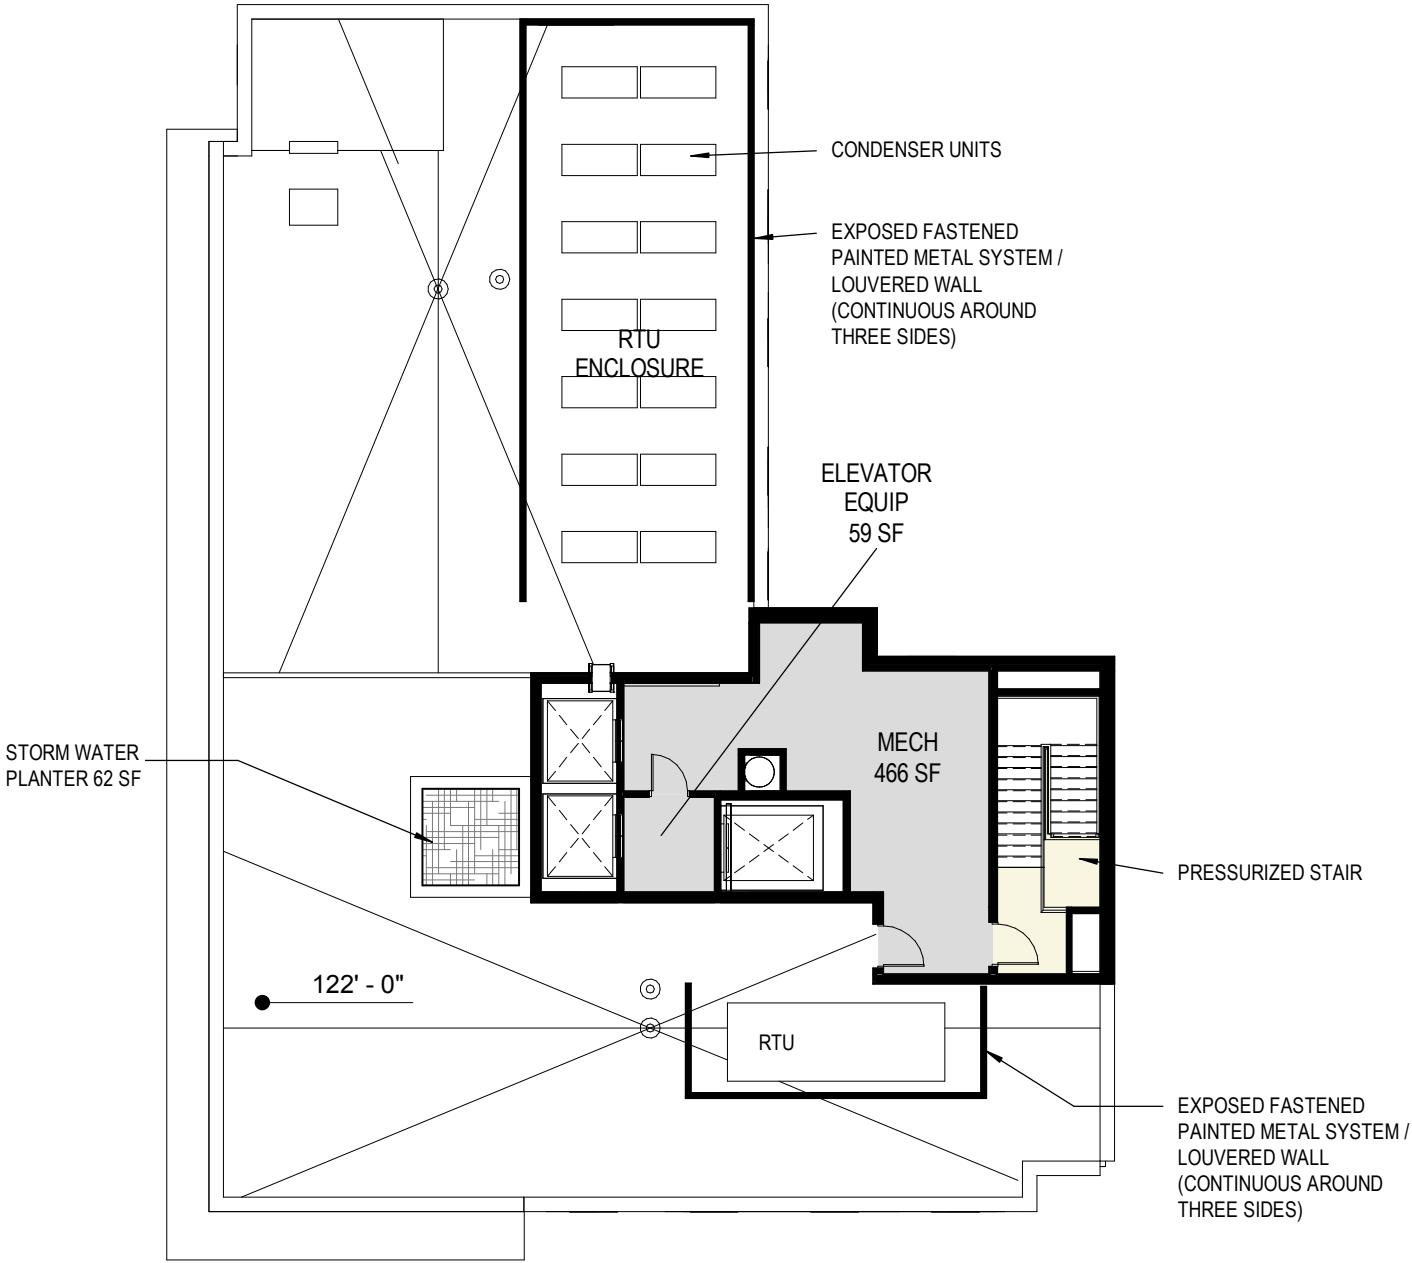 CONDENSER UNITS
EXPOSED FASTENED
PAINTED METAL SYSTEM /
LOUVERED WALL
(CONTINUOUS AROUND
THREE SIDES)
RTU
ENCLOSURE
ELEVATOR
EQUIP
59 SF
STORM WATER
PLANTER 62 SF
MECH
466 SF
PRESSURIZED STAIR
122' - 0"
RTU
EXPOSED FASTENED
PAINTED METAL SYSTEM /
LOUVERED WALL
(CONTINUOUS AROUND
THREE SIDES)